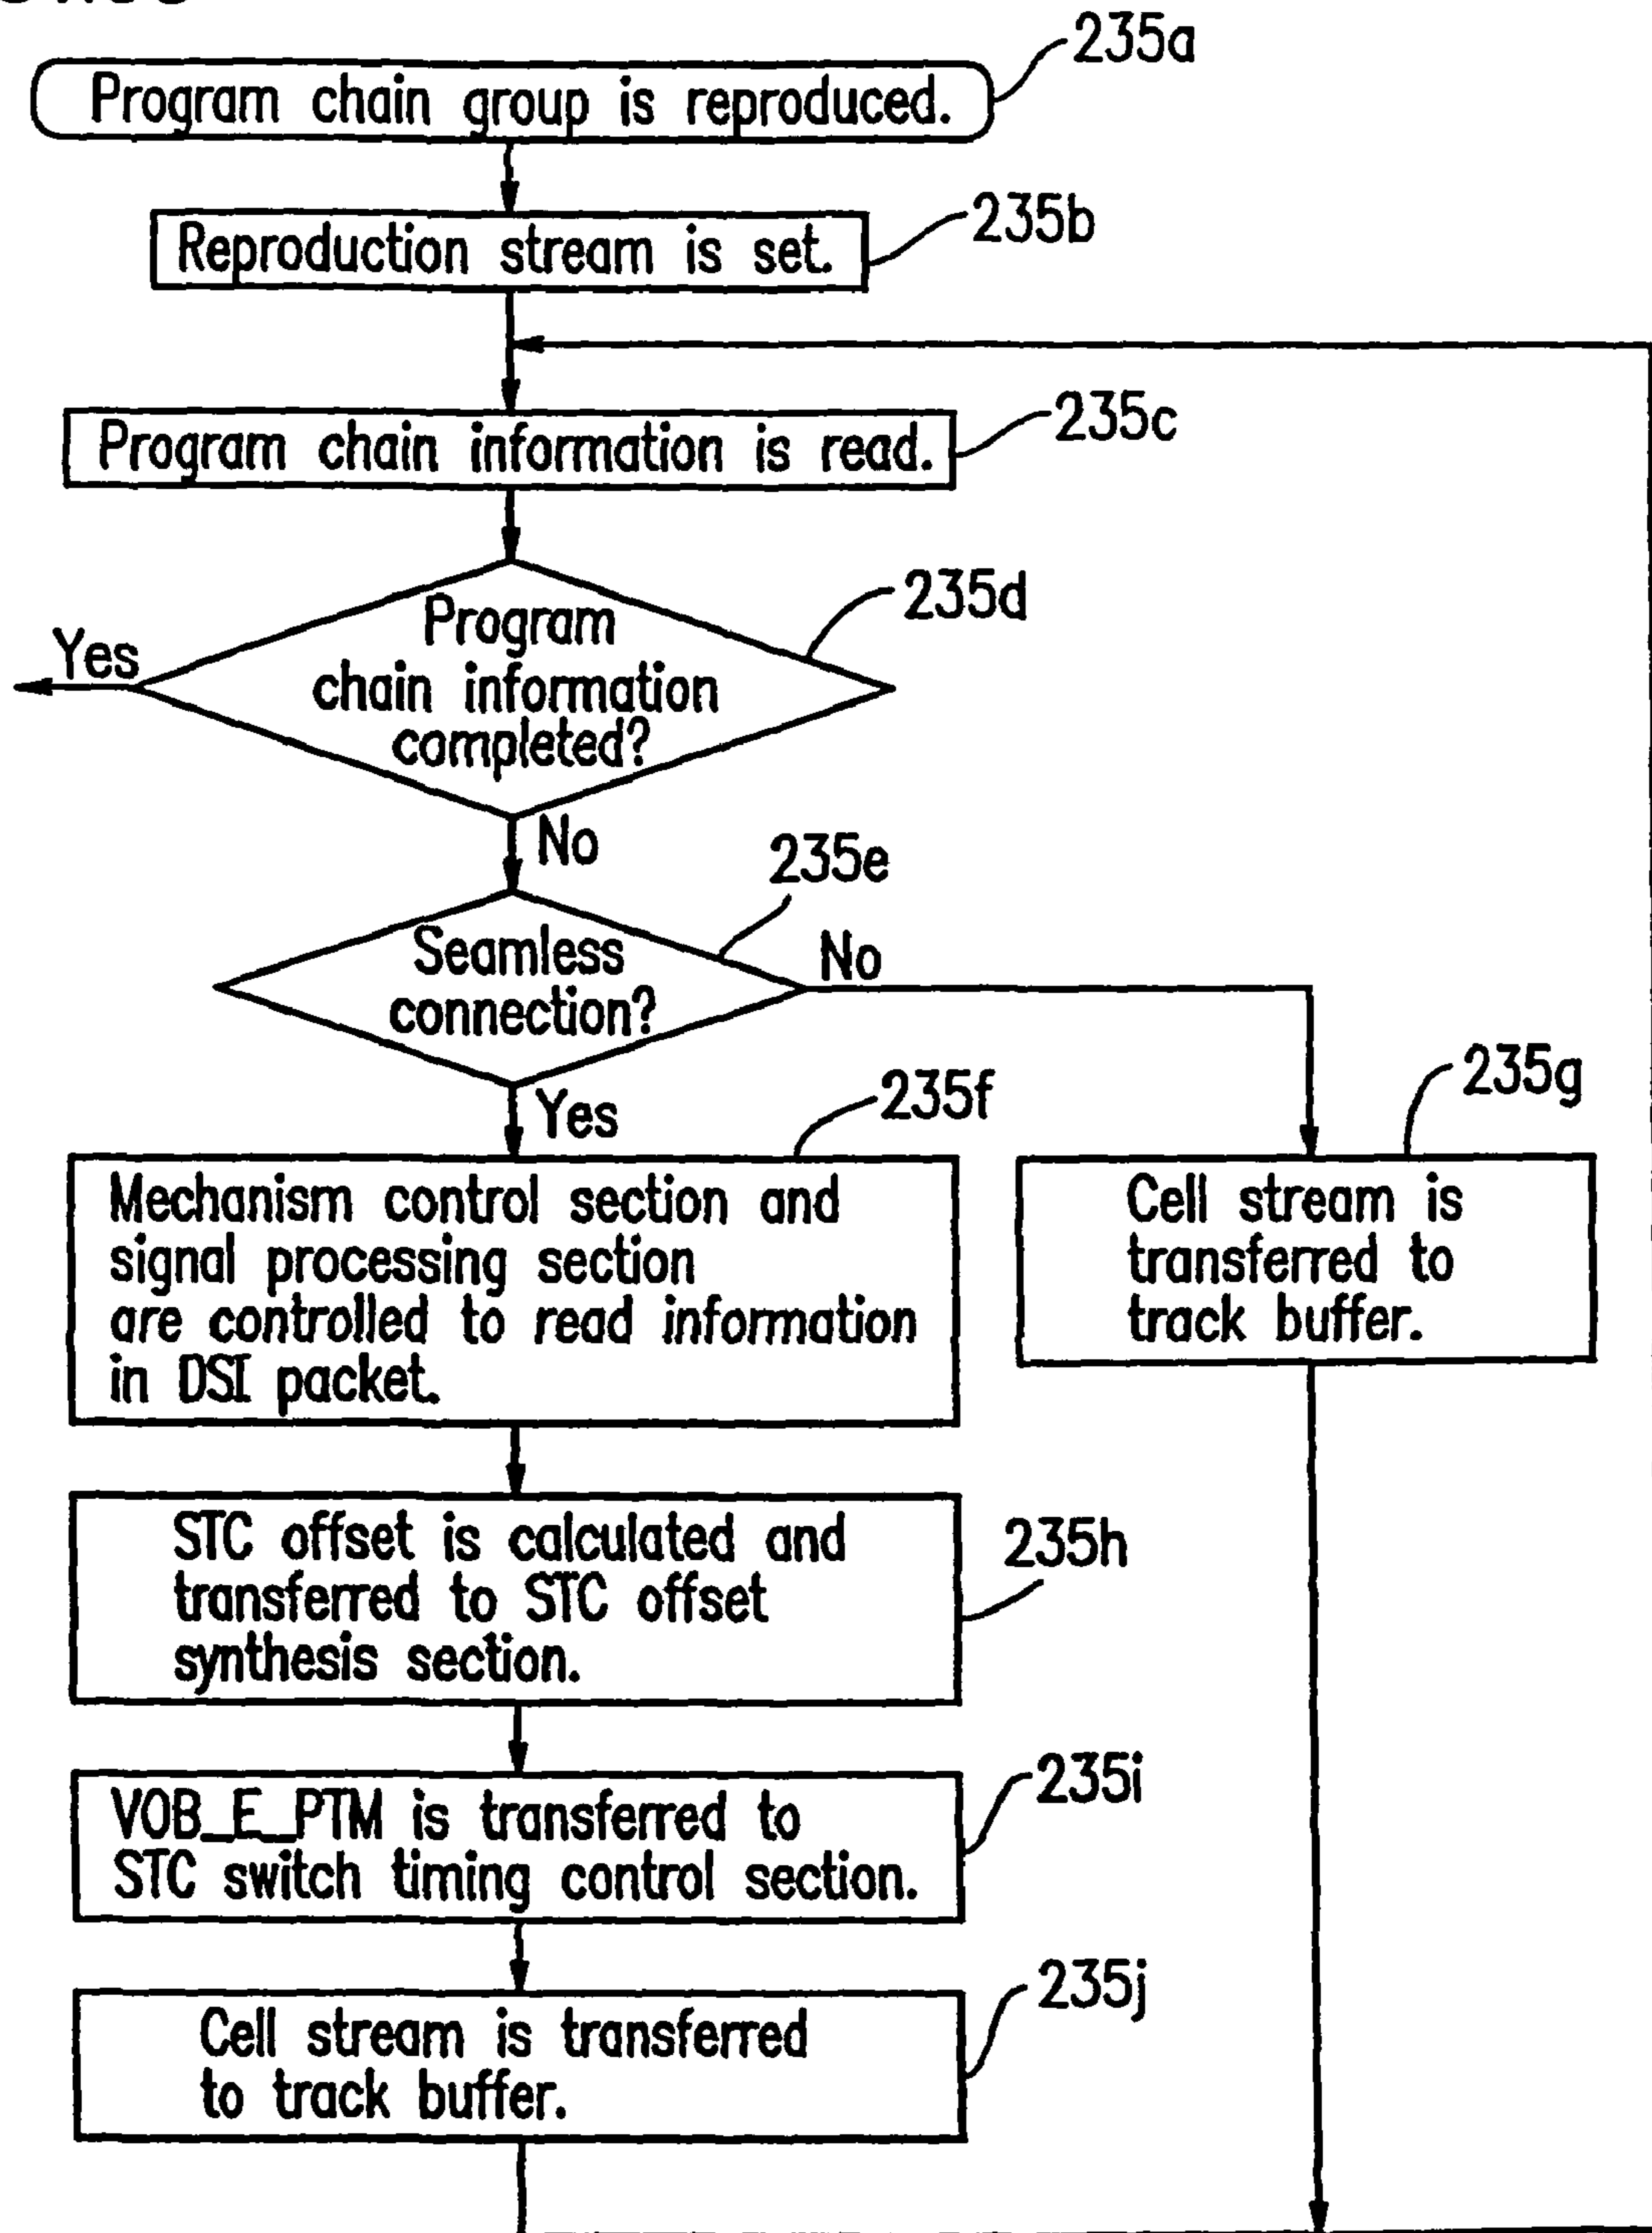 235a
Program chain group is reproduced.
235b
Reproduction stream is set.
235c
Program chain information is read.
235d
Program
chain information
completed?
Yes
No
235e
Seamless
connection?
No
Yes
235f
Mechanism control section and
signal processing section
are controlled to read information
in DSI packet.
235g
Cell stream is
transferred to
track buffer.
235h
STC offset is calculated and
transferred to STC offset
synthesis section.
235i
VOB_E_PTM is transferred to
STC switch timing control section.
235j
Cell stream is transferred
to track buffer.